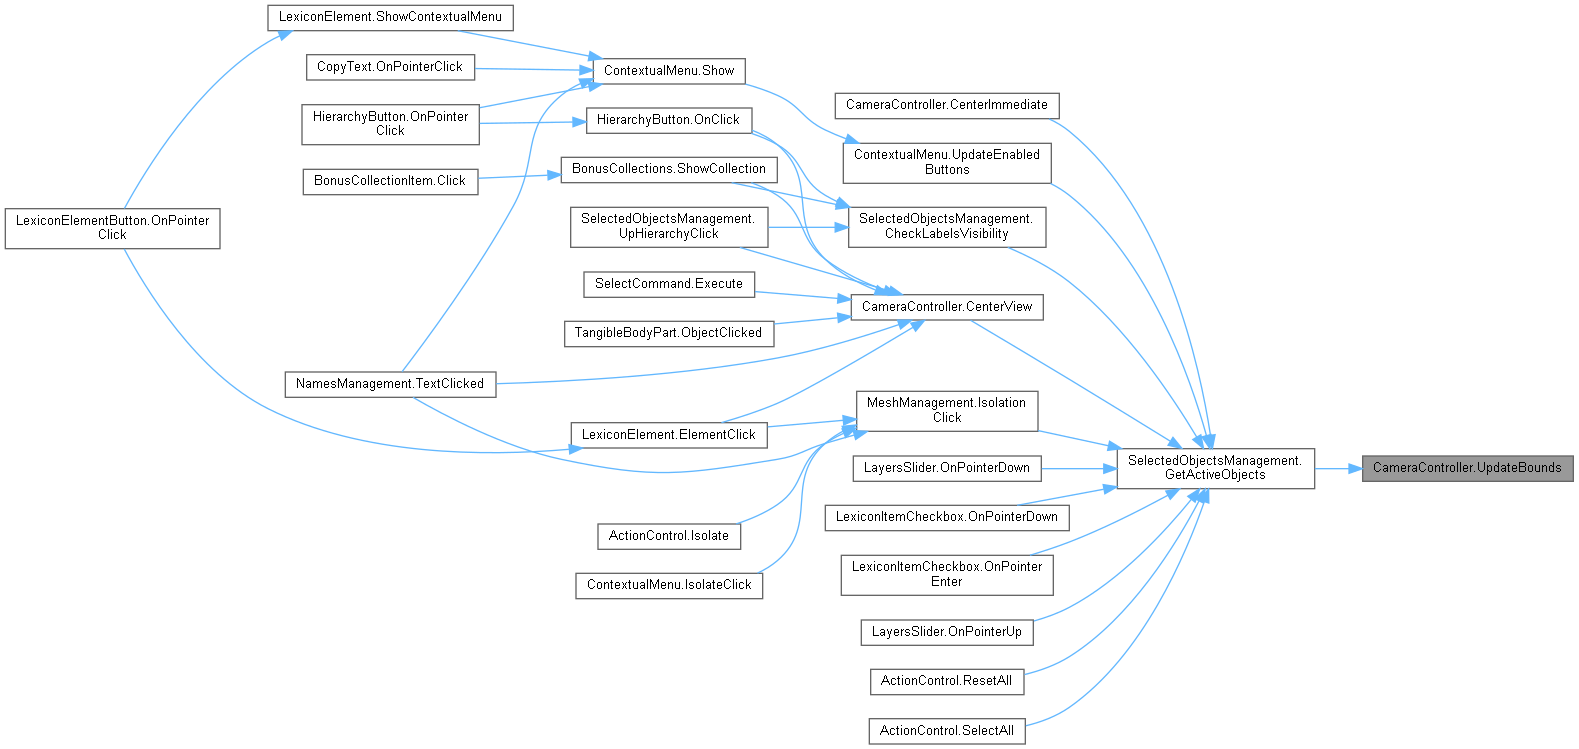 LexiconElement.ShowContextualMenu
CopyText.OnPointerClick
ContextualMenu.Show
CameraController.CenterImmediate
HierarchyButton.OnPointer
Click
HierarchyButton.OnClick
ContextualMenu.UpdateEnabled
Buttons
BonusCollectionItem.Click
BonusCollections.ShowCollection
LexiconElementButton.OnPointer
Click
SelectedObjectsManagement.
UpHierarchyClick
SelectedObjectsManagement.
CheckLabelsVisibility
SelectCommand.Execute
CameraController.CenterView
TangibleBodyPart.ObjectClicked
NamesManagement.TextClicked
MeshManagement.Isolation
Click
LexiconElement.ElementClick
LayersSlider.OnPointerDown
SelectedObjectsManagement.
GetActiveObjects
CameraController.UpdateBounds
LexiconItemCheckbox.OnPointerDown
ActionControl.Isolate
LexiconItemCheckbox.OnPointer
Enter
ContextualMenu.IsolateClick
LayersSlider.OnPointerUp
ActionControl.ResetAll
ActionControl.SelectAll